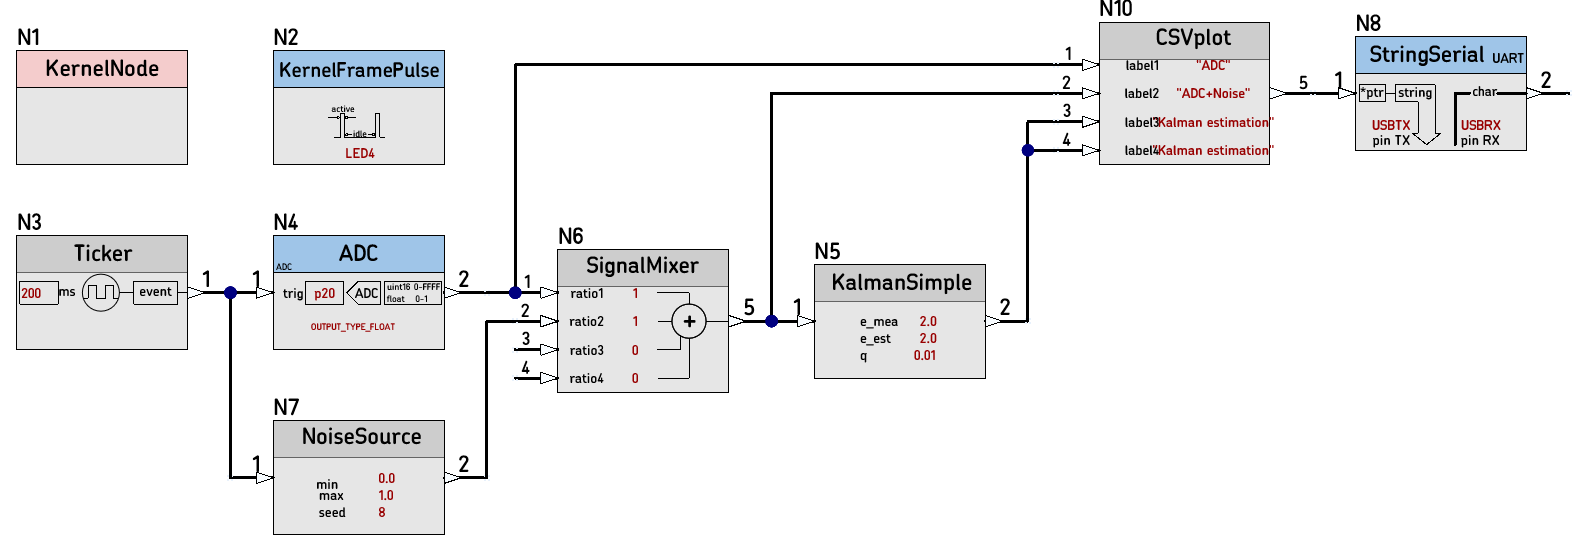 N1
KernelNode
N2
KernelFramePulse
active
idle
LED4
N10
CSVplot
1
label1 "ADC"
2
label2 "ADC+Noise"
3
label3 "Kalman estimation"
4
label4 "Kalman estimation"
5
N8
StringSerial UART
1
*ptr string
char
2
USBTX
pin TX
USBRX
pin RX
N3
Ticker
200 ms event
1
N4
ADC
ADC
1
trig p20 ADC
uint16 0-FFFF
float 0-1
OUTPUT_TYPE_FLOAT
2
N6
SignalMixer
1
ratio1 1
2
ratio2 1
3
ratio3 0
4
ratio4 0
+
5
N5
KalmanSimple
1
e_mea 2.0
e_est 2.0
q 0.01
2
N7
NoiseSource
1
min 0.0
max 1.0
seed 8
2